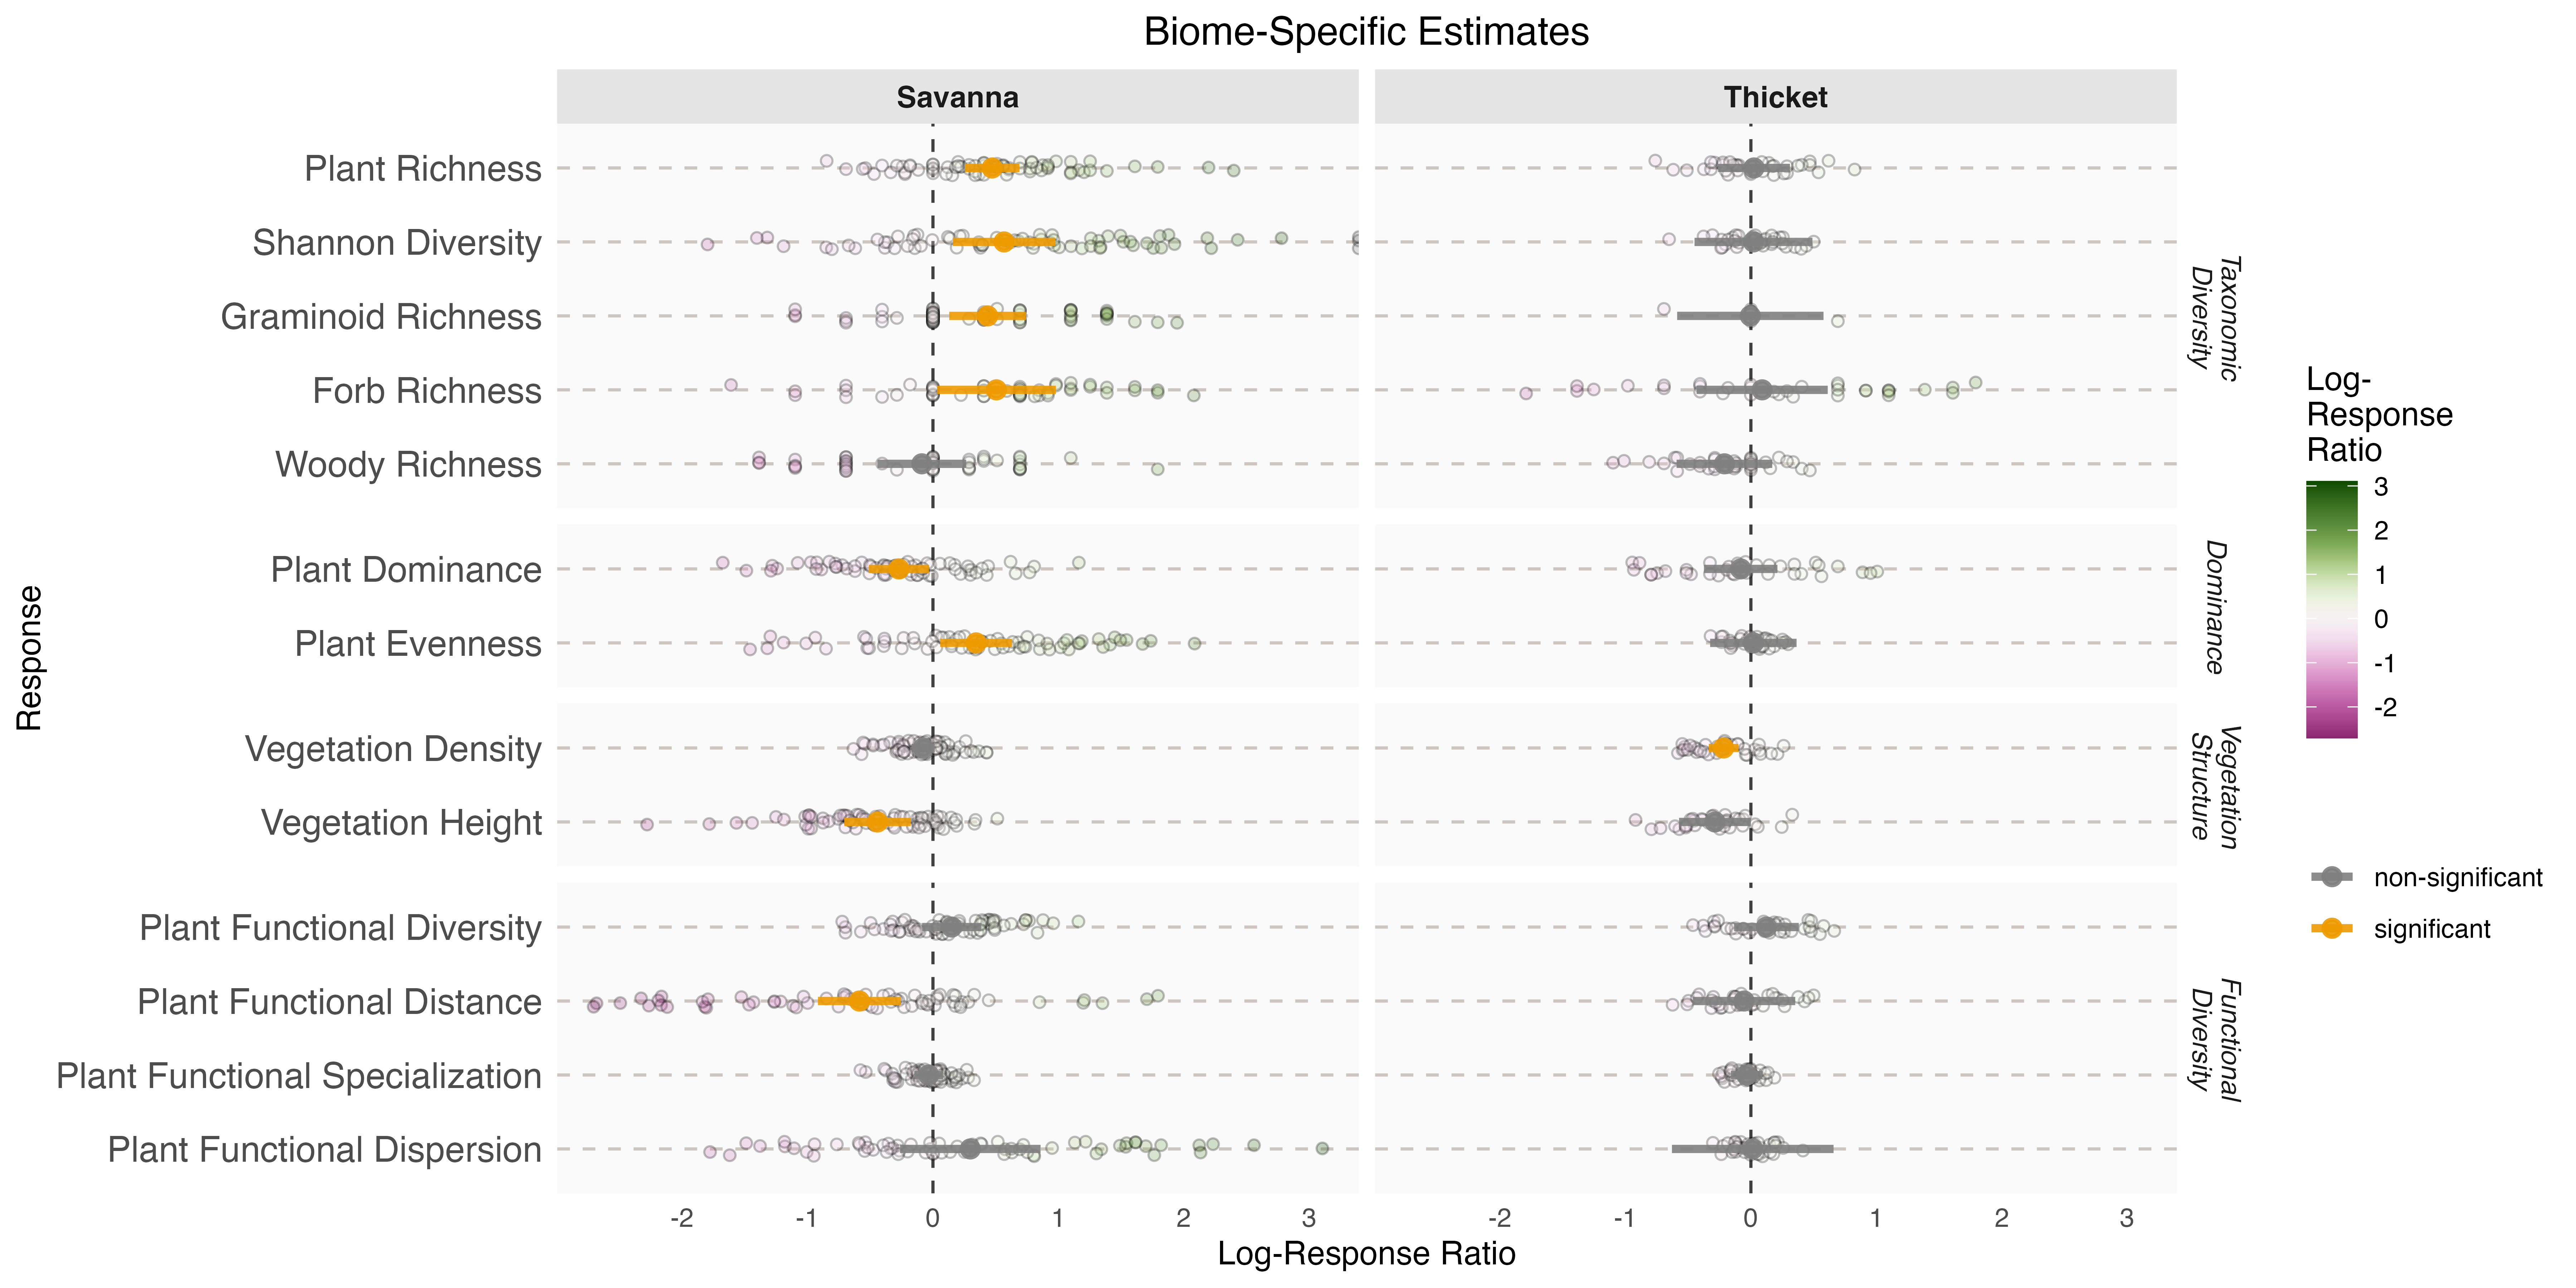 Biome-Specific Estimates
Savanna
Thicket
Response
Plant Richness
Shannon Diversity
Graminoid Richness
Forb Richness
Woody Richness
Taxonomic
Diversity
Plant Dominance
Plant Evenness
Dominance
Vegetation Density
Vegetation Height
Vegetation
Structure
Plant Functional Diversity
Plant Functional Distance
Plant Functional Specialization
Plant Functional Dispersion
Functional
Diversity
-2 -1 0 1 2 3
-2 -1 0 1 2 3
Log-Response Ratio
Log-
Response
Ratio
3
2
1
0
-1
-2
non-significant
significant